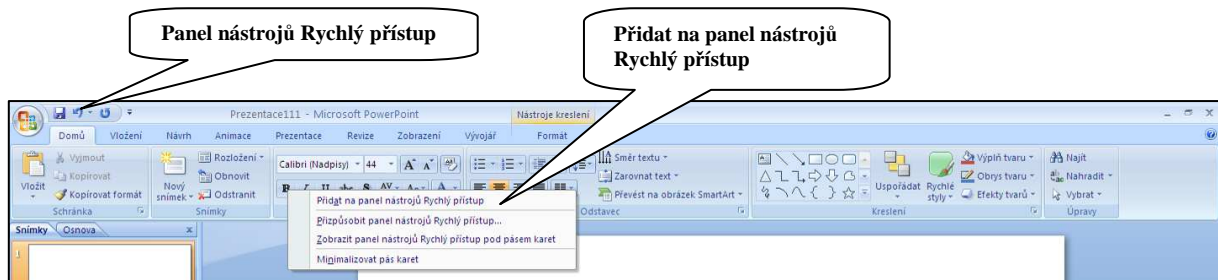 Panel nástrojů Rychlý přístup
Přidat na panel nástrojů
Rychlý přístup
Prezentace111 - Microsoft PowerPoint
Nástroje kreslení
Domů Vložení Návrh Animace Prezentace Revize Zobrazení Vývojář Formát
Vložit
Vyjmout
Kopírovat
Kopírovat formát
Schránka
Nový
snímek
Rozložení
Obnovit
Odstranit
Snímky
Calibri (Nadpisy) 44
Směr textu
Zarovnat text
Převést na obrázek SmartArt
Odstavec
Uspořádat
Rychlé
styly
Výplň tvaru
Obrys tvaru
Efekty tvarů
Kreslení
Najít
Nahradit
Vybrat
Úpravy
Přidat na panel nástrojů Rychlý přístup
Přizpůsobit panel nástrojů Rychlý přístup...
Zobrazit panel nástrojů Rychlý přístup pod pásem karet
Minimalizovat pás karet
Snímky Osnova x
1